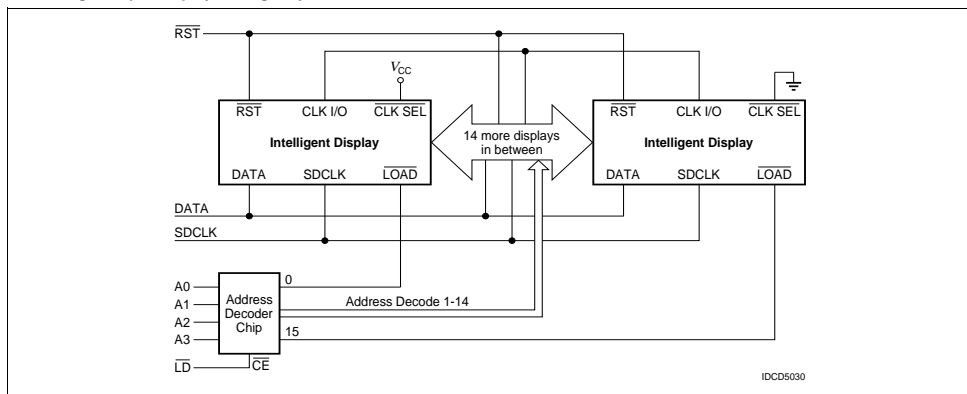 RST
VCC
RST CLK I/O CLK SEL
RST CLK I/O CLK SEL
Intelligent Display
14 more displays
in between
Intelligent Display
DATA SDCLK LOAD
DATA SDCLK LOAD
DATA
SDCLK
A0
A1
A2
A3
Address
Decoder
Chip
0
Address Decode 1-14
15
LD
CE
IDCD5030